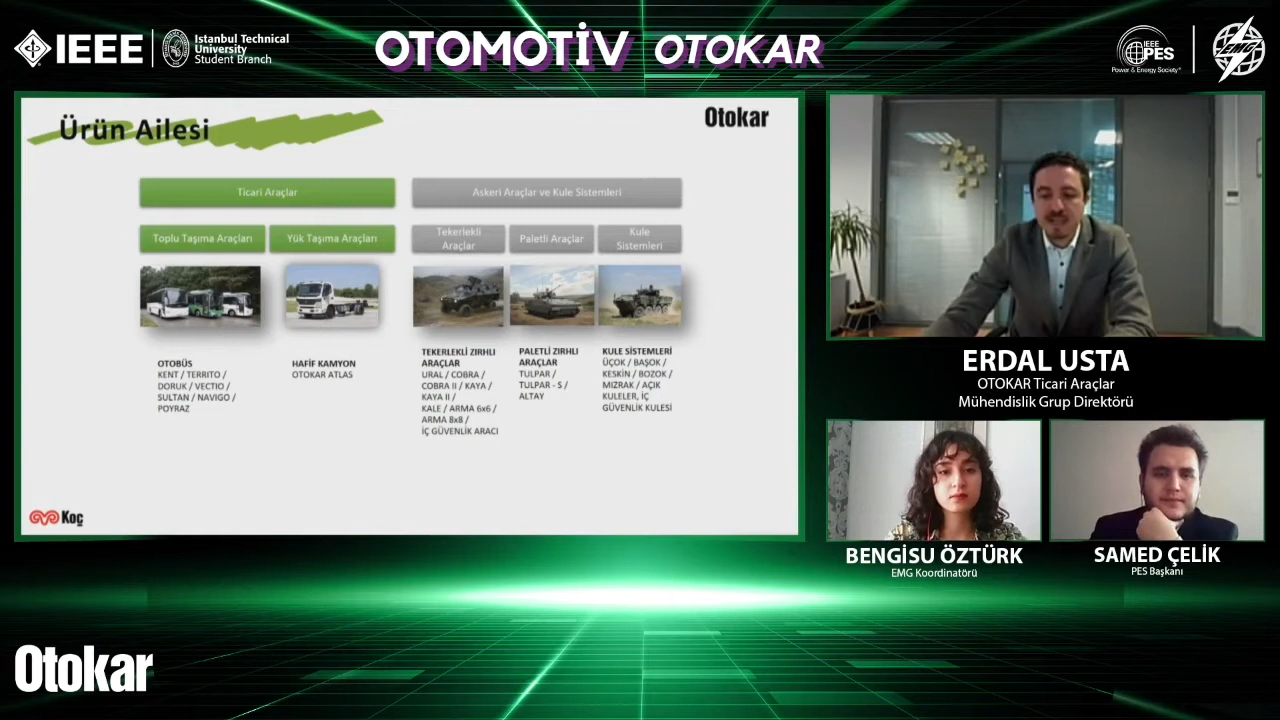 IEEE
Istanbul Technical
University
Student Branch
OTOMOTİV OTOKAR
IEEE
PES
Power & Energy Society®
EMG
Ürün Ailesi
Otokar
Ticari Araçlar
Askeri Araçlar ve Kule Sistemleri
Toplu Taşıma Araçları
Yük Taşıma Araçları
Tekerlekli
Araçlar
Paletli Araçlar
Kule
Sistemleri
OTOBÜS
KENT / TERRITO /
DORUK / VECTIO /
SULTAN / NAVIGO /
POYRAZ
HAFİF KAMYON
OTOKAR ATLAS
TEKERLEKLİ ZIRHLI
ARAÇLAR
URAL / COBRA /
COBRA II / KAYA /
KAYA II /
KALE / ARMA 6x6 /
ARMA 8x8 /
İÇ GÜVENLİK ARACI
PALETLİ ZIRHLI
ARAÇLAR
TULPAR /
TULPAR - S /
ALTAY
KULE SİSTEMLERİ
ÜÇOK / BAŞOK /
KESKİN / BOZOK /
MIZRAK / AÇIK
KULELER, İÇ
GÜVENLİK KULESİ
Koç
ERDAL USTA
OTOKAR Ticari Araçlar
Mühendislik Grup Direktörü
BENGİSU ÖZTÜRK
EMG Koordinatörü
SAMED ÇELİK
PES Başkanı
Otokar